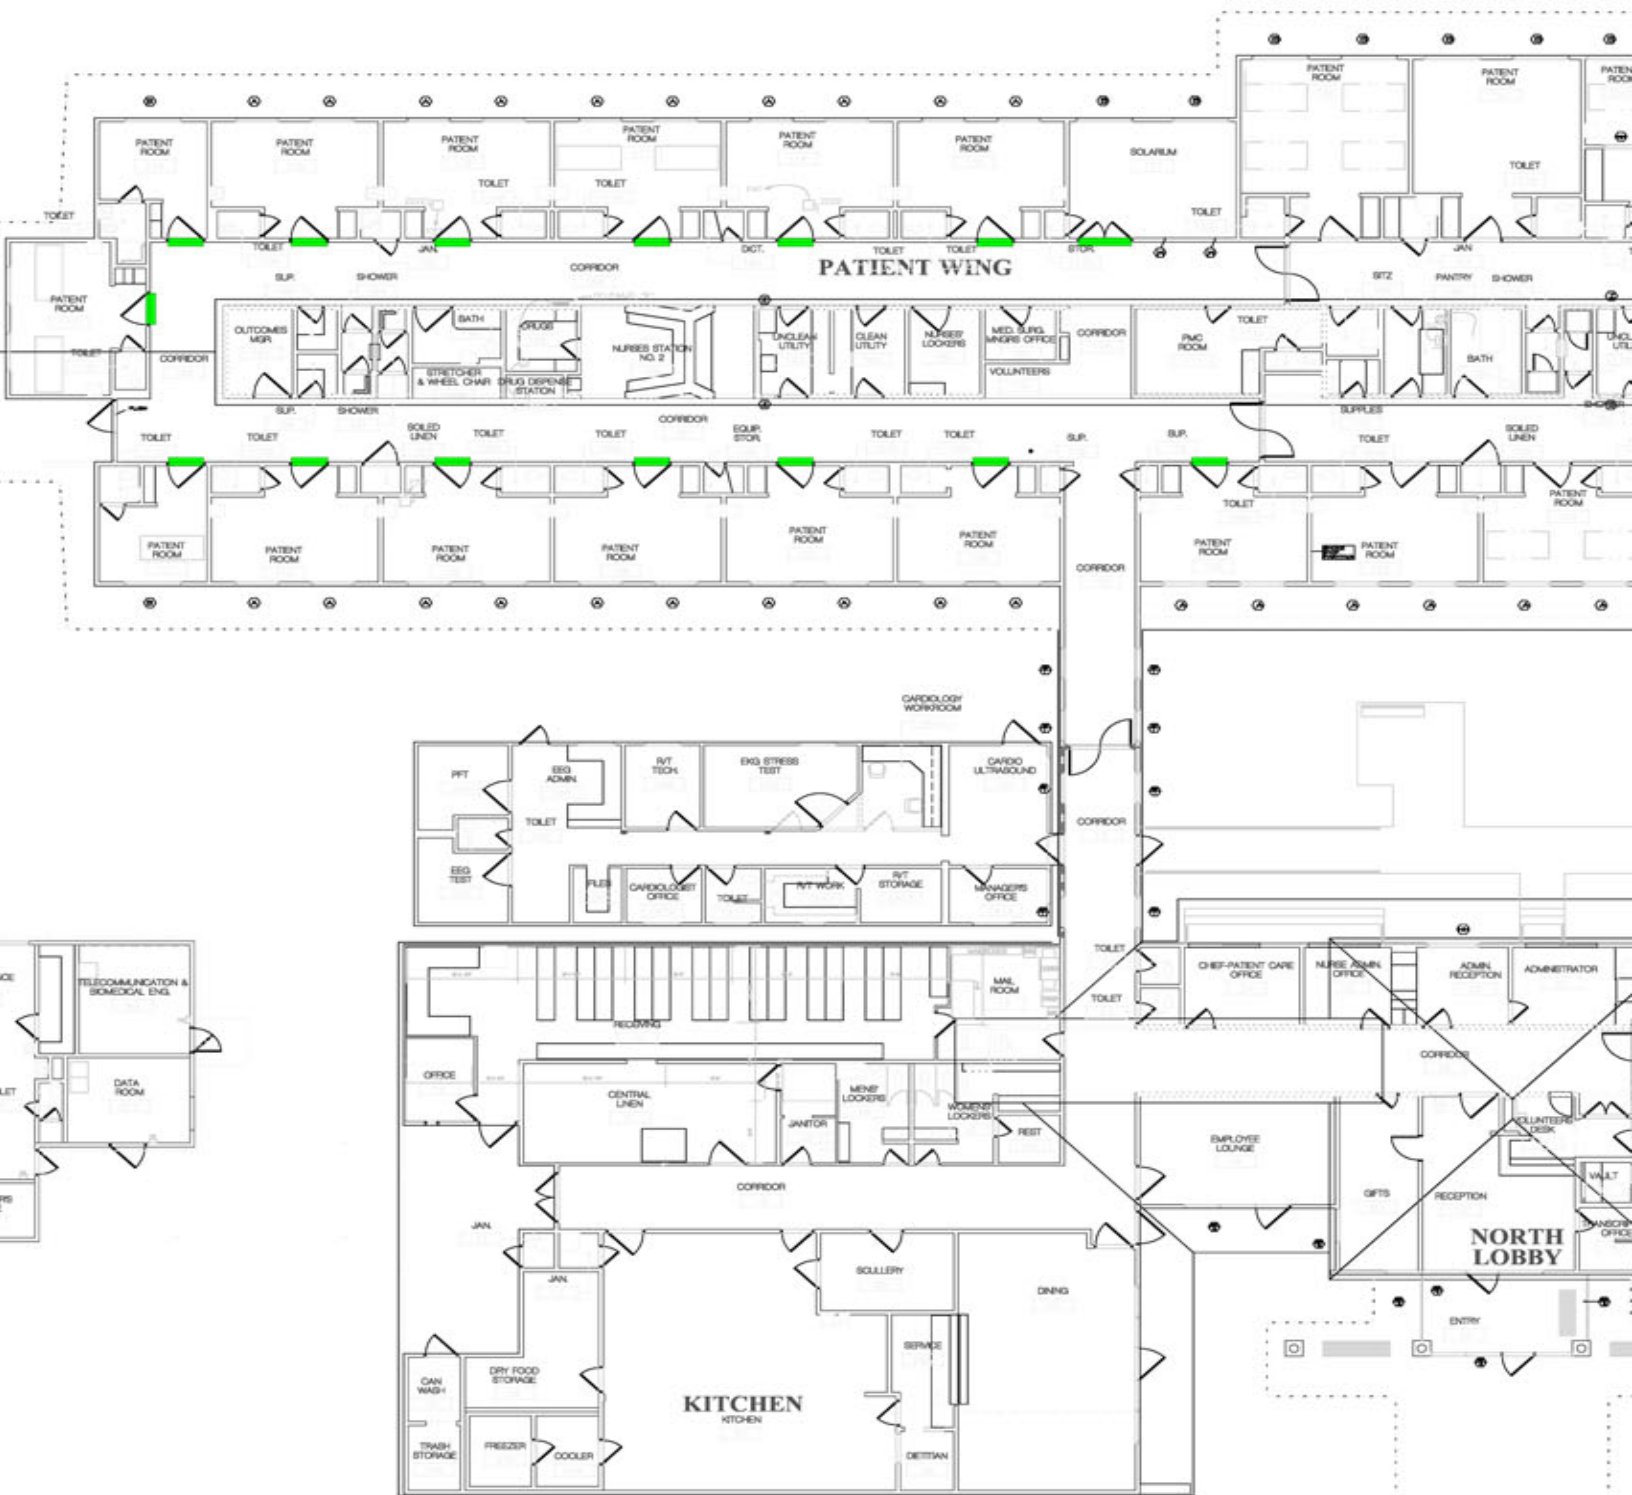 PATIENT
ROOM
PATIENT
ROOM
PATIENT
ROOM
PATIENT
ROOM
PATIENT
ROOM
PATIENT
ROOM
SOLARIUM
PATIENT
ROOM
PATIENT
ROOM
TOILET
TOILET
TOILET
TOILET
TOILET
TOILET
JAN.
DICT.
TOILET
TOILET
STOR.
JAN
SUP.
SHOWER
CORRIDOR
PATIENT WING
SITZ
PANTRY
SHOWER
PATIENT
ROOM
TOILET
CORRIDOR
OUTCOMES
MGR.
BATH
DRUGS
STRETCHER
& WHEEL CHAIR
DRUG DISPENSE
STATION
NURSES STATION
NO. 2
UNCLEAN
UTILITY
CLEAN
UTILITY
NURSES'
LOCKERS
MED. SURG.
MNGRS OFFICE
VOLUNTEERS
CORRIDOR
PMC
ROOM
TOILET
BATH
SUP.
SHOWER
CORRIDOR
SUPPLIES
TOILET
TOILET
SOILED
LINEN
TOILET
TOILET
EQUIP.
STOR.
TOILET
TOILET
SUP.
SUP.
TOILET
SOILED
LINEN
TOILET
PATIENT
ROOM
PATIENT
ROOM
PATIENT
ROOM
PATIENT
ROOM
PATIENT
ROOM
PATIENT
ROOM
PATIENT
ROOM
PATIENT
ROOM
PATIENT
ROOM
CORRIDOR
CARDIOLOGY
WORKROOM
PFT
EEG
ADMIN.
R/T
TECH.
EKG STRESS
TEST
CARDIO
ULTRASOUND
TOILET
CORRIDOR
EEG
TEST
FILES
CARDIOLOGIST
OFFICE
TOILET
R/T WORK
R/T
STORAGE
MANAGER'S
OFFICE
TOILET
MAIL
ROOM
TOILET
CHIEF-PATIENT CARE
OFFICE
NURSE ADMIN.
OFFICE
ADMIN.
RECEPTION
ADMINISTRATOR
TELECOMMUNICATION &
BIOMEDICAL ENG.
DATA
ROOM
RECEIVING
CORRIDOR
OFFICE
CENTRAL
LINEN
MENS'
LOCKERS
JANITOR
WOMENS'
LOCKERS
REST
EMPLOYEE
LOUNGE
VOLUNTEERS
DESK
VAULT
CORRIDOR
GIFTS
RECEPTION
JAN.
NORTH
LOBBY
JAN.
SCULLERY
DINING
ENTRY
SERVICE
CAN
WASH
DRY FOOD
STORAGE
KITCHEN
KITCHEN
TRASH
STORAGE
FREEZER
COOLER
DIETITIAN